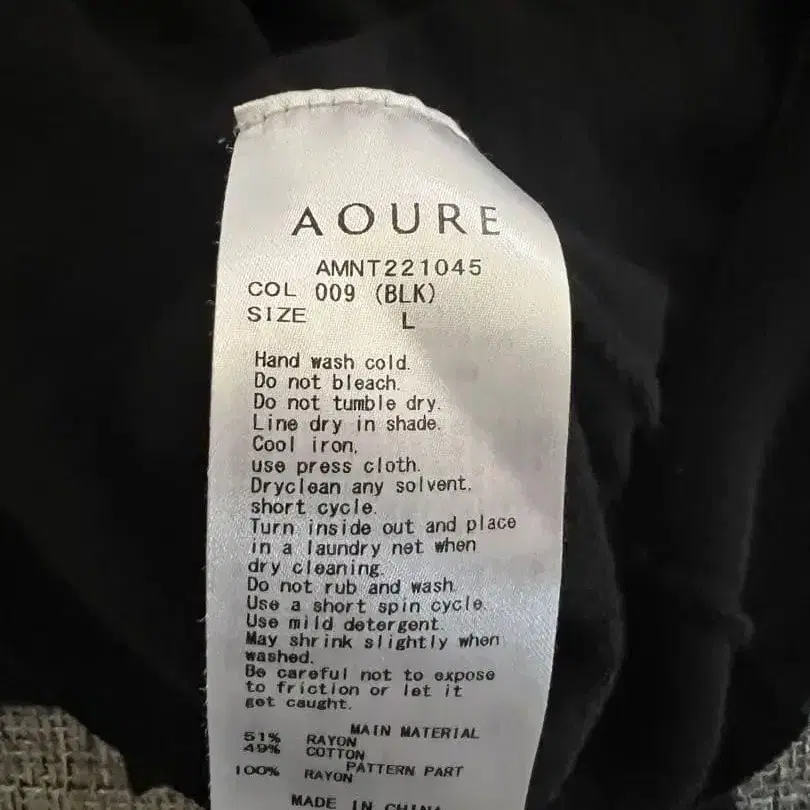 AOURE
AMNT221045
COL 009 (BLK)
SIZE L
Hand wash cold.
Do not bleach.
Do not tumble dry.
Line dry in shade.
Cool iron,
use press cloth.
Dryclean any solvent,
short cycle.
Turn inside out and place
in a laundry net when
dry cleaning.
Do not rub and wash.
Use a short spin cycle.
Use mild detergent.
May shrink slightly when
washed.
Be careful not to expose
to friction or let it
get caught.
MAIN MATERIAL
51% RAYON
49% COTTON
PATTERN PART
100% RAYON
MADE IN CHINA